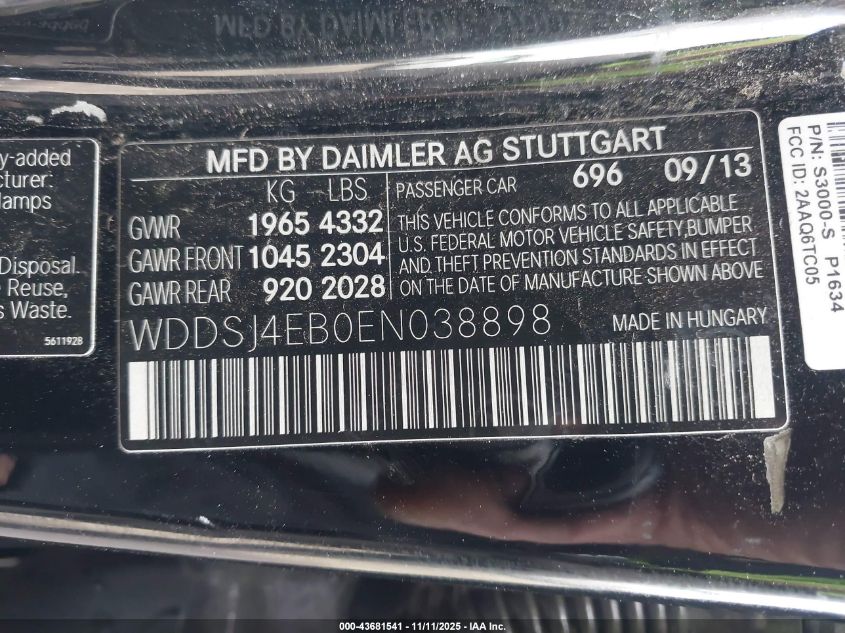 MFD BY DAIMLER AG STUTTGART
KG LBS
GVWR 1965 4332
GAWR FRONT 1045 2304
GAWR REAR 920 2028
PASSENGER CAR 696 09/13
THIS VEHICLE CONFORMS TO ALL APPLICABLE
U.S. FEDERAL MOTOR VEHICLE SAFETY,BUMPER
AND THEFT PREVENTION STANDARDS IN EFFECT
ON THE DATE OF MANUFACTURE SHOWN ABOVE
WDDSJ4EB0EN038898 MADE IN HUNGARY
y-added
cturer:
lamps
Disposal.
Reuse,
s Waste.
5611928
P/N: S3000-S P1634
FCC ID: 2AAQ6TC05
000-43681541 - 11/11/2025 - IAA Inc.